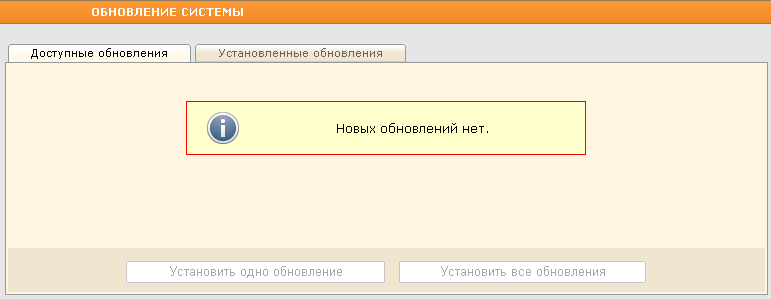 ОБНОВЛЕНИЕ СИСТЕМЫ
Доступные обновления
Установленные обновления
Новых обновлений нет.
Установить одно обновление
Установить все обновления